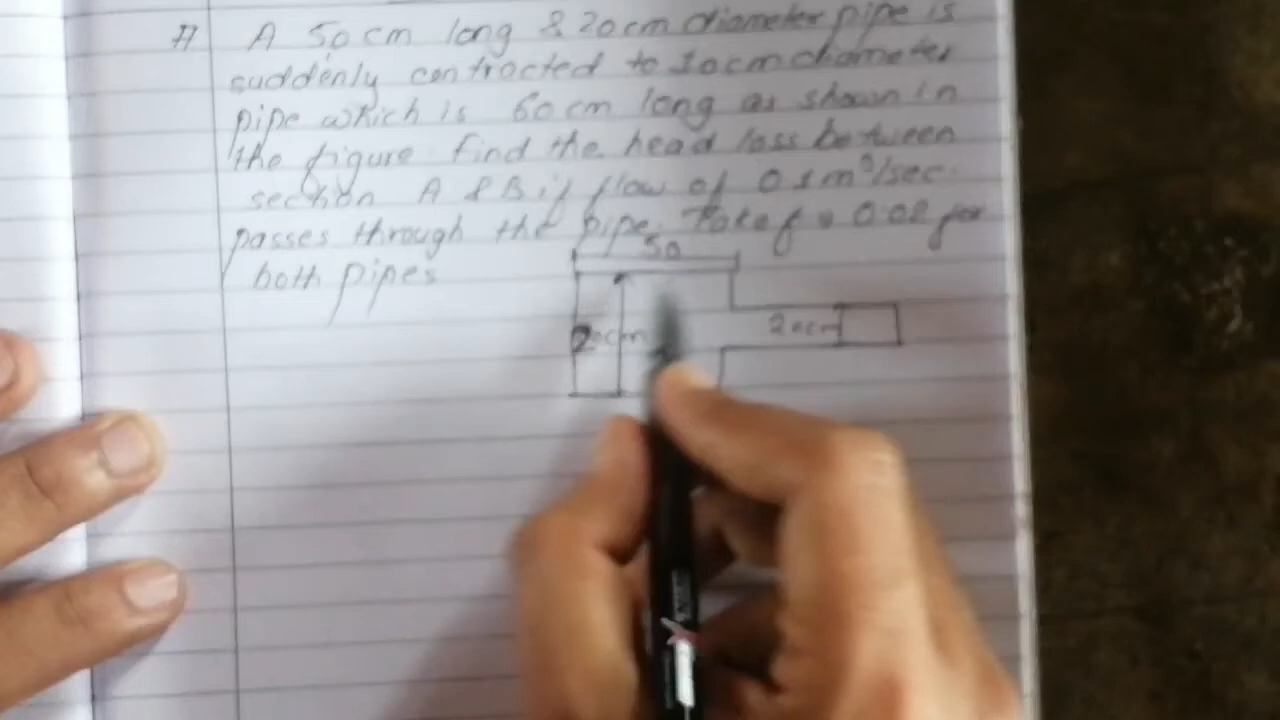 A 50 cm long & 20 cm diameter pipe is
suddenly contracted to 10 cm diameter
pipe which is 60 cm long as shown in
the figure find the head loss between
section A & B if flow of 0.1 m³/sec.
passes through the pipe. Take f = 0.02 for
both pipes
50
20cm